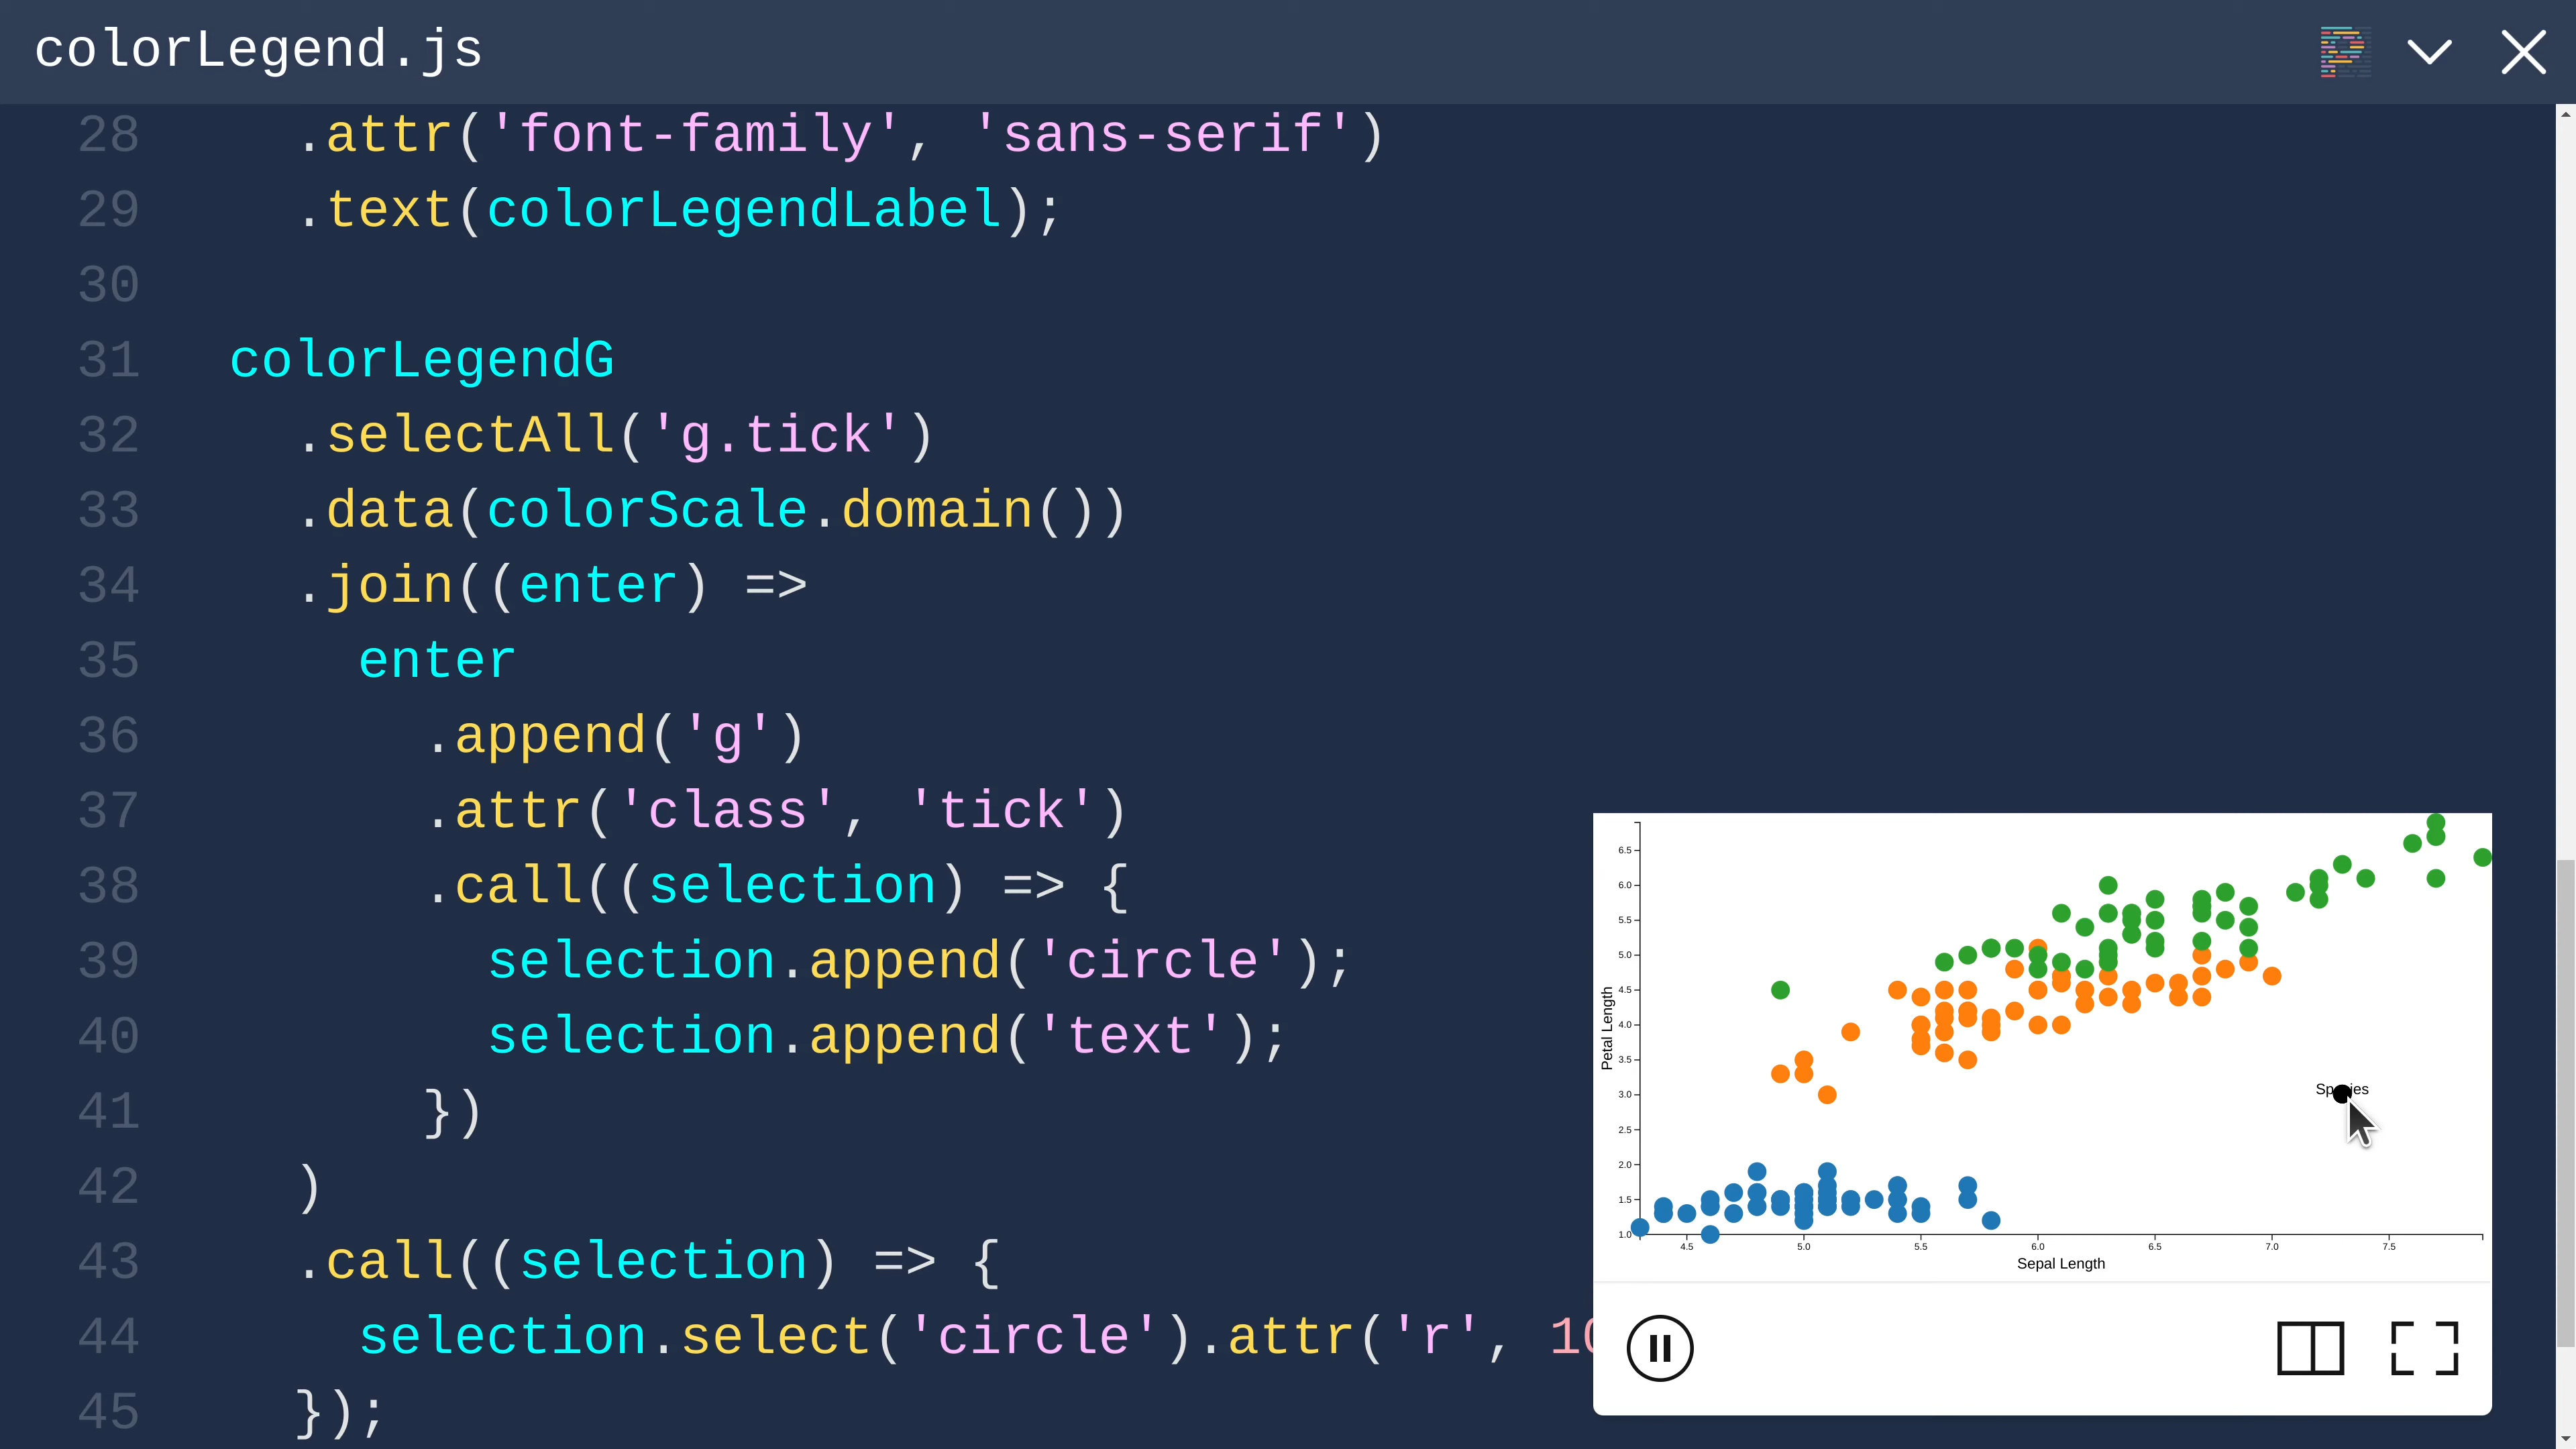 colorLegend.js
28 .attr('font-family', 'sans-serif')
29 .text(colorLegendLabel);
30
31 colorLegendG
32 .selectAll('g.tick')
33 .data(colorScale.domain())
34 .join((enter) =>
35 enter
36 .append('g')
37 .attr('class', 'tick')
38 .call((selection) => {
39 selection.append('circle');
40 selection.append('text');
41 })
42 )
43 .call((selection) => {
44 selection.select('circle').attr('r', 10
45 });
6.5
6.0
5.5
5.0
4.5
4.0
3.5
3.0
2.5
2.0
1.5
1.0
Petal Length
4.5 5.0 5.5 6.0 6.5 7.0 7.5
Sepal Length